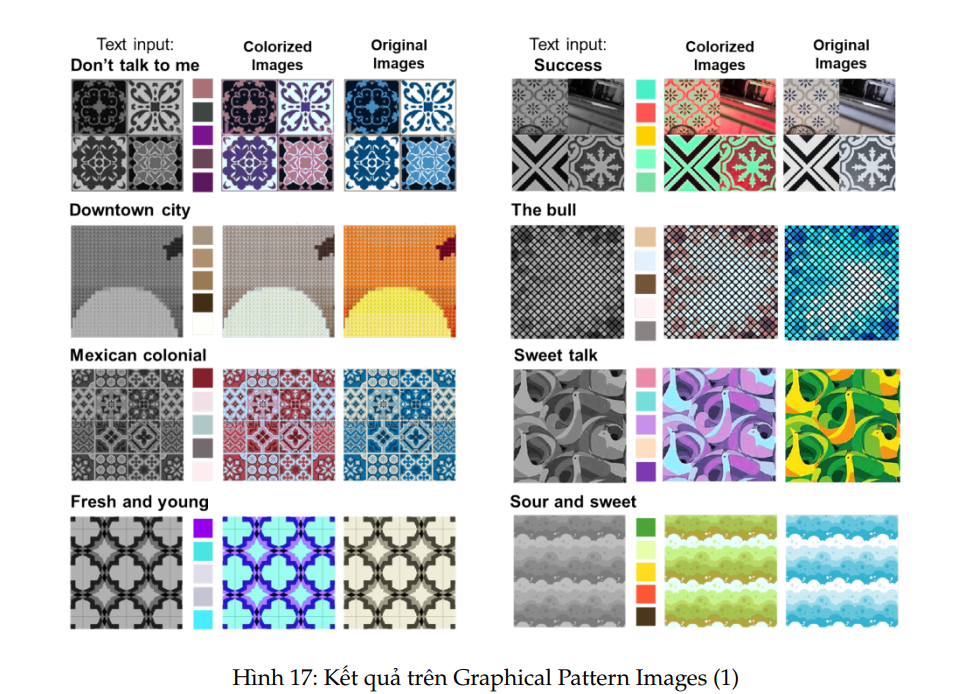 Text input:
Don't talk to me
Colorized
Images
Original
Images
Downtown city
Mexican colonial
Fresh and young
Text input:
Success
Colorized
Images
Original
Images
The bull
Sweet talk
Sour and sweet
Hình 17: Kết quả trên Graphical Pattern Images (1)